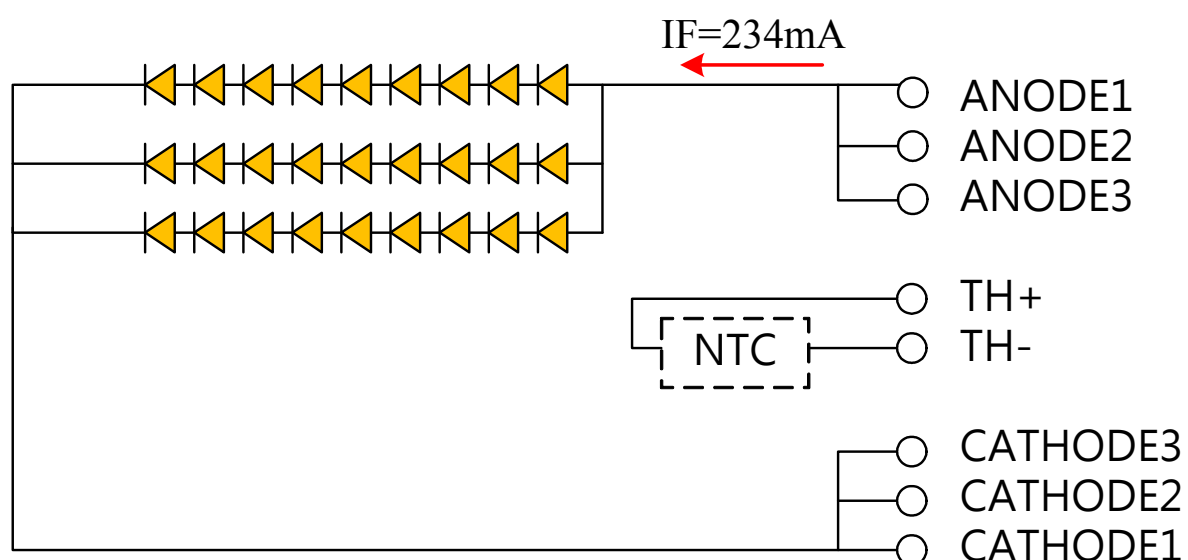 IF=234mA
ANODE1
ANODE2
ANODE3
TH+
TH-
NTC
CATHODE3
CATHODE2
CATHODE1